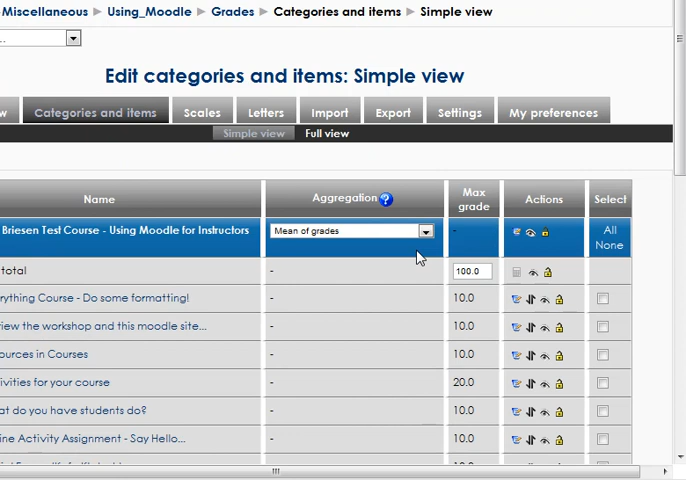 Miscellaneous ▶ Using_Moodle ▶ Grades ▶ Categories and items ▶ Simple view
...
Edit categories and items: Simple view
w Categories and items Scales Letters Import Export Settings My preferences
Simple view Full view
Name Aggregation ? Max grade Actions Select
Briesen Test Course - Using Moodle for Instructors Mean of grades - All
None
total - 100.0
rything Course - Do some formatting! - 10.0
view the workshop and this moodle site... - 10.0
ources in Courses - 10.0
ivities for your course - 20.0
at do you have students do? - 10.0
ine Activity Assignment - Say Hello... - 10.0